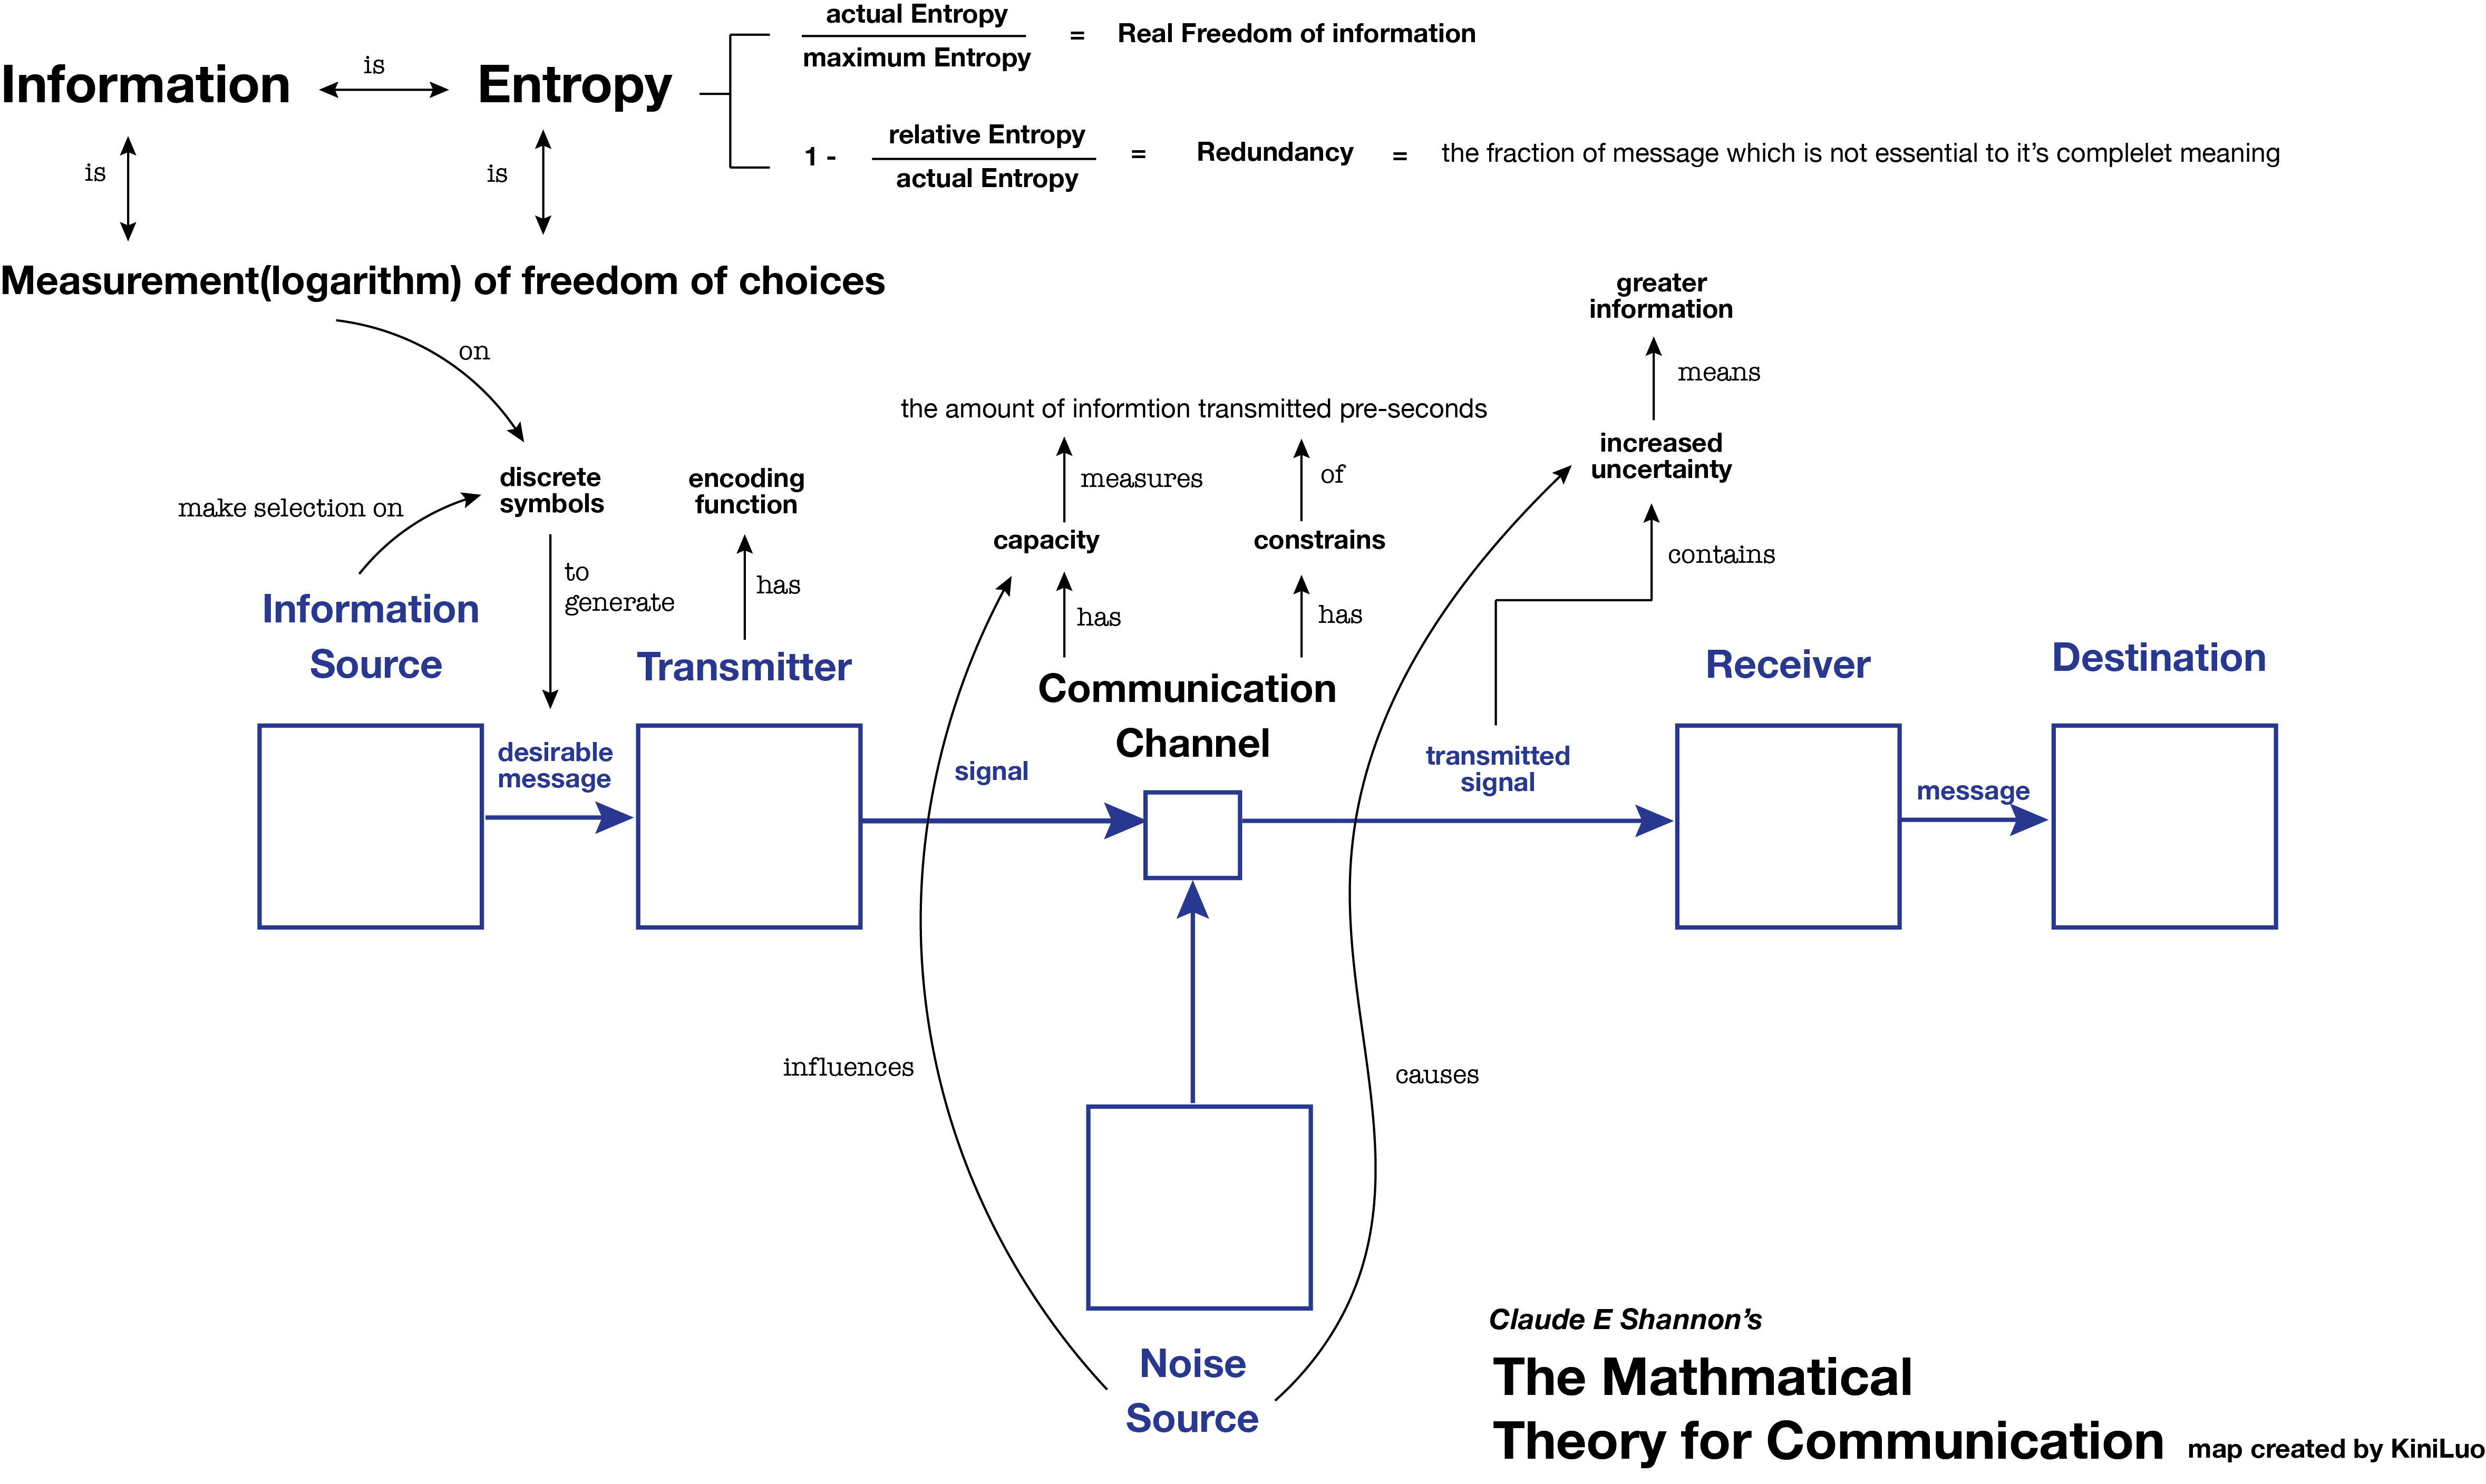 actual Entropy
maximum Entropy
=
Real Freedom of information
Information
is
Entropy
1 -
relative Entropy
actual Entropy
=
Redundancy
=
the fraction of message which is not essential to it's complelet meaning
is
is
Measurement(logarithm) of freedom of choices
on
greater
information
means
the amount of informtion transmitted pre-seconds
increased
uncertainty
discrete
symbols
encoding
function
measures
of
make selection on
capacity
constrains
contains
to
generate
has
has
has
Information
Source
Transmitter
Communication
Channel
Receiver
Destination
desirable
message
signal
transmitted
signal
message
influences
causes
Noise
Source
Claude E Shannon's
The Mathmatical
Theory for Communication
map created by KiniLuo